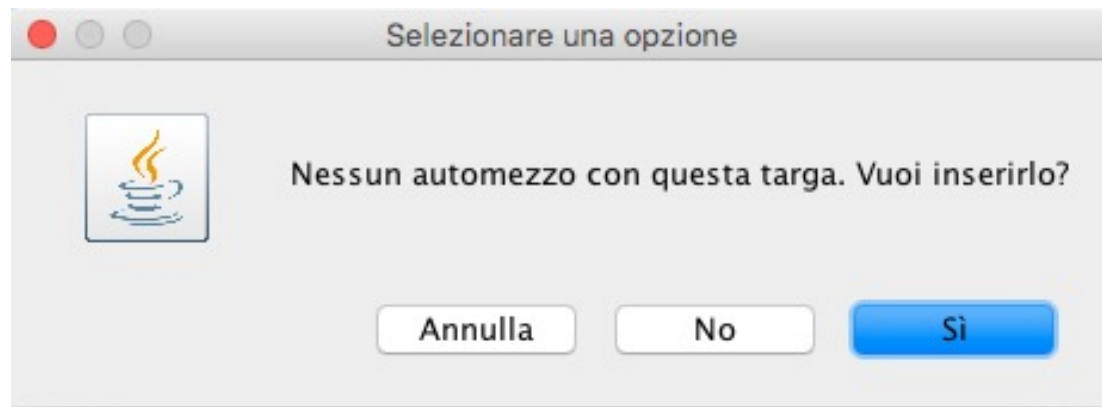 Selezionare una opzione
Nessun automezzo con questa targa. Vuoi inserirlo?
Annulla No Sì